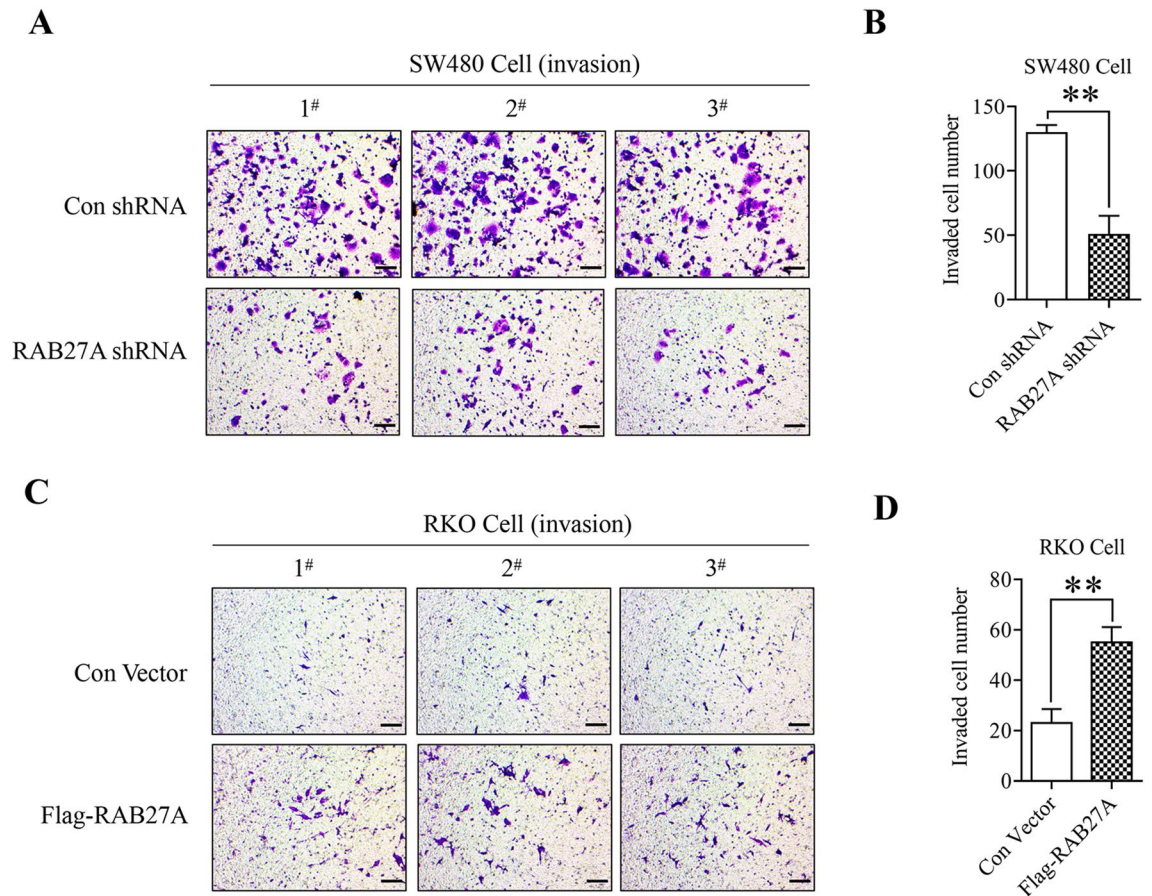 A
SW480 Cell (invasion)
1# 2# 3#
Con shRNA
RAB27A shRNA
B
SW480 Cell
**
Invaded cell number
150
100
50
0
Con shRNA
RAB27A shRNA
C
RKO Cell (invasion)
1# 2# 3#
Con Vector
Flag-RAB27A
D
RKO Cell
**
Invaded cell number
80
60
40
20
0
Con Vector
Flag-RAB27A